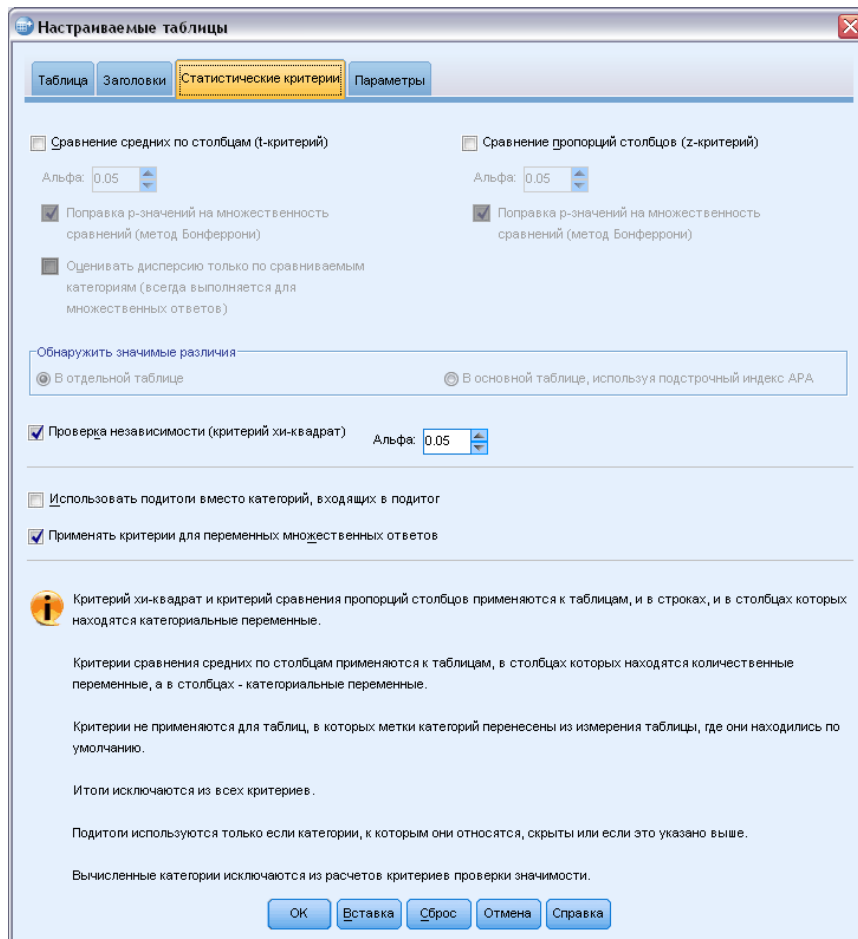 Настраиваемые таблицы
Таблица Заголовки Статистические критерии Параметры
Сравнение средних по столбцам (t-критерий)
Альфа: 0.05
Поправка p-значений на множественность
сравнений (метод Бонферрони)
Оценивать дисперсию только по сравниваемым
категориям (всегда выполняется для
множественных ответов)
Сравнение пропорций столбцов (z-критерий)
Альфа: 0.05
Поправка p-значений на множественность
сравнений (метод Бонферрони)
Обнаружить значимые различия
В отдельной таблице
В основной таблице, используя подстрочный индекс APA
Проверка независимости (критерий хи-квадрат) Альфа: 0.05
Использовать подитоги вместо категорий, входящих в подитог
Применять критерии для переменных множественных ответов
Критерий хи-квадрат и критерий сравнения пропорций столбцов применяются к таблицам, и в строках, и в столбцах которых
находятся категориальные переменные.
Критерии сравнения средних по столбцам применяются к таблицам, в столбцах которых находятся количественные
переменные, а в столбцах - категориальные переменные.
Критерии не применяются для таблиц, в которых метки категорий перенесены из измерения таблицы, где они находились по
умолчанию.
Итоги исключаются из всех критериев.
Подитоги используются только если категории, к которым они относятся, скрыты или если это указано выше.
Вычисленные категории исключаются из расчетов критериев проверки значимости.
OK Вставка Сброс Отмена Справка